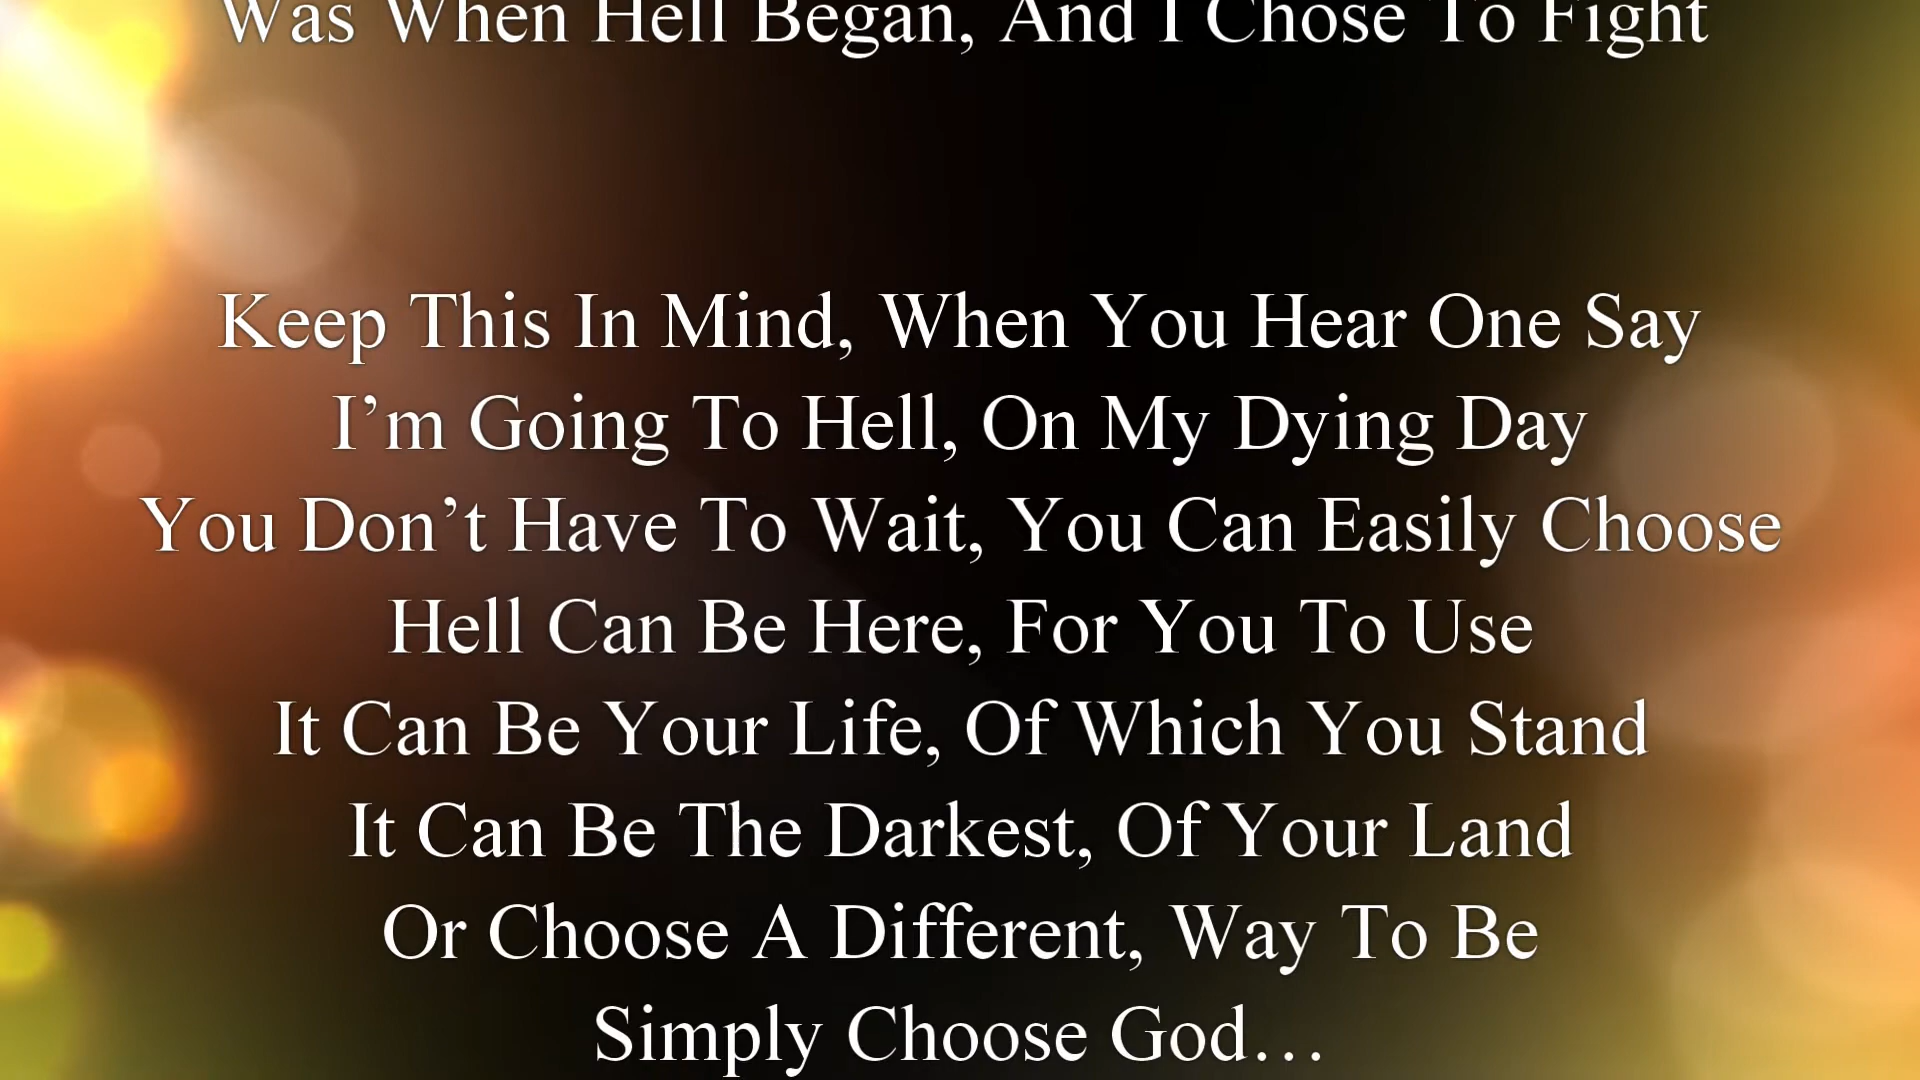 Was When Hell Began, And I Chose To Fight
Keep This In Mind, When You Hear One Say
I’m Going To Hell, On My Dying Day
You Don’t Have To Wait, You Can Easily Choose
Hell Can Be Here, For You To Use
It Can Be Your Life, Of Which You Stand
It Can Be The Darkest, Of Your Land
Or Choose A Different, Way To Be
Simply Choose God…